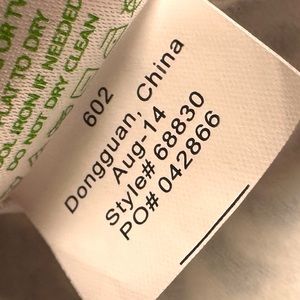 602
Dongguan, China
Aug-14
Style# 68830
PO# 042866
FLAT TO DRY
COOL IRON IF NEEDED
DO NOT DRY CLEAN